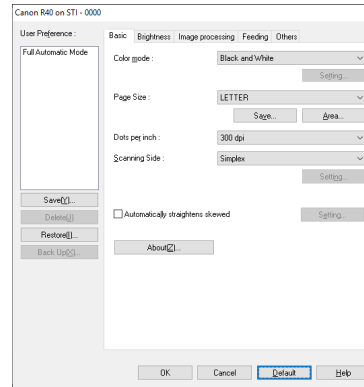 Canon R40 on STI - 0000
User Preference :
Full Automatic Mode
Save(Y)...
Delete(J)
Restore(I)...
Back Up(X)...
Basic Brightness Image processing Feeding Others
Color mode : Black and White
Setting...
Page Size : LETTER
Save... Area...
Dots per inch : 300 dpi
Scanning Side : Simplex
Setting...
Automatically straightens skewed Setting...
About(Z)...
OK Cancel Default Help